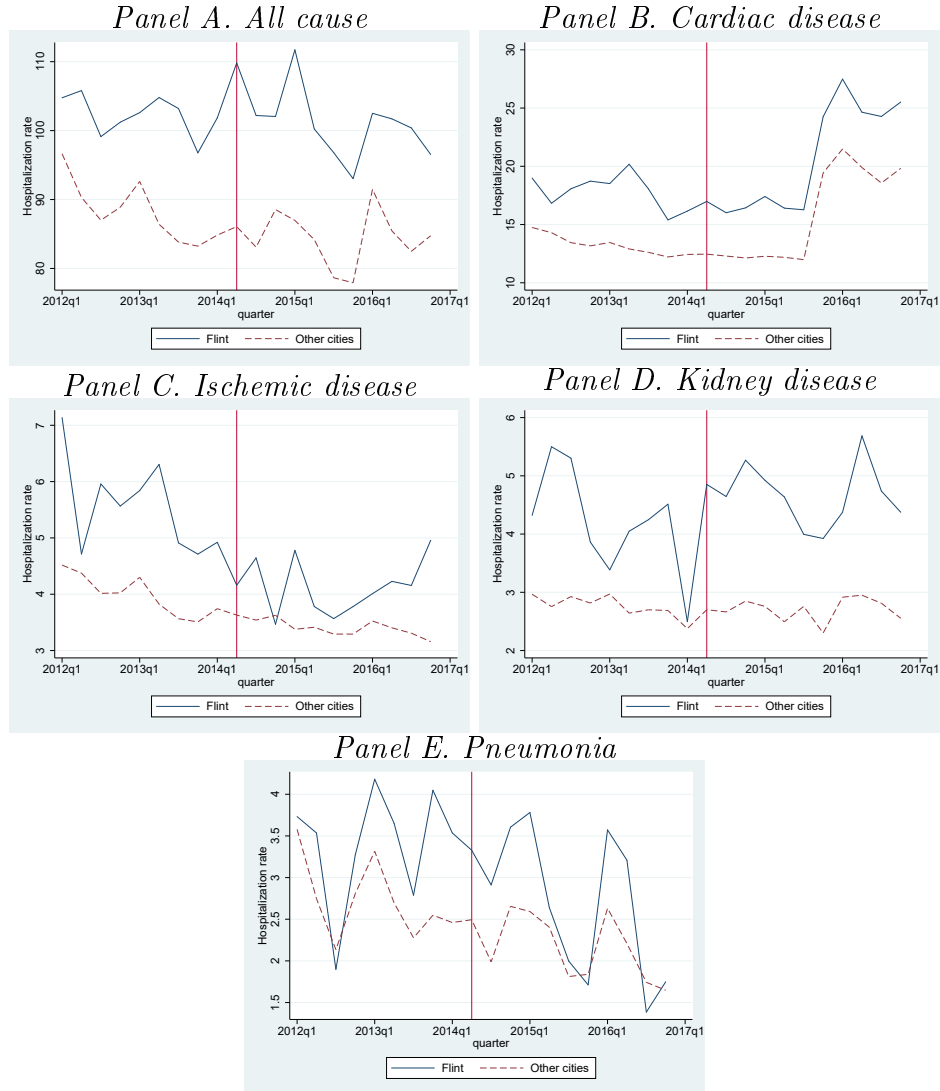 Panel A. All cause
Panel B. Cardiac disease
Hospitalization rate
110
100
90
80
2012q1 2013q1 2014q1 2015q1 2016q1 2017q1
quarter
Flint Other cities
Hospitalization rate
30
25
20
15
10
2012q1 2013q1 2014q1 2015q1 2016q1 2017q1
quarter
Flint Other cities
Panel C. Ischemic disease
Panel D. Kidney disease
Hospitalization rate
7
6
5
4
3
2012q1 2013q1 2014q1 2015q1 2016q1 2017q1
quarter
Flint Other cities
Hospitalization rate
6
5
4
3
2
2012q1 2013q1 2014q1 2015q1 2016q1 2017q1
quarter
Flint Other cities
Panel E. Pneumonia
Hospitalization rate
4
3.5
3
2.5
2
1.5
2012q1 2013q1 2014q1 2015q1 2016q1 2017q1
quarter
Flint Other cities